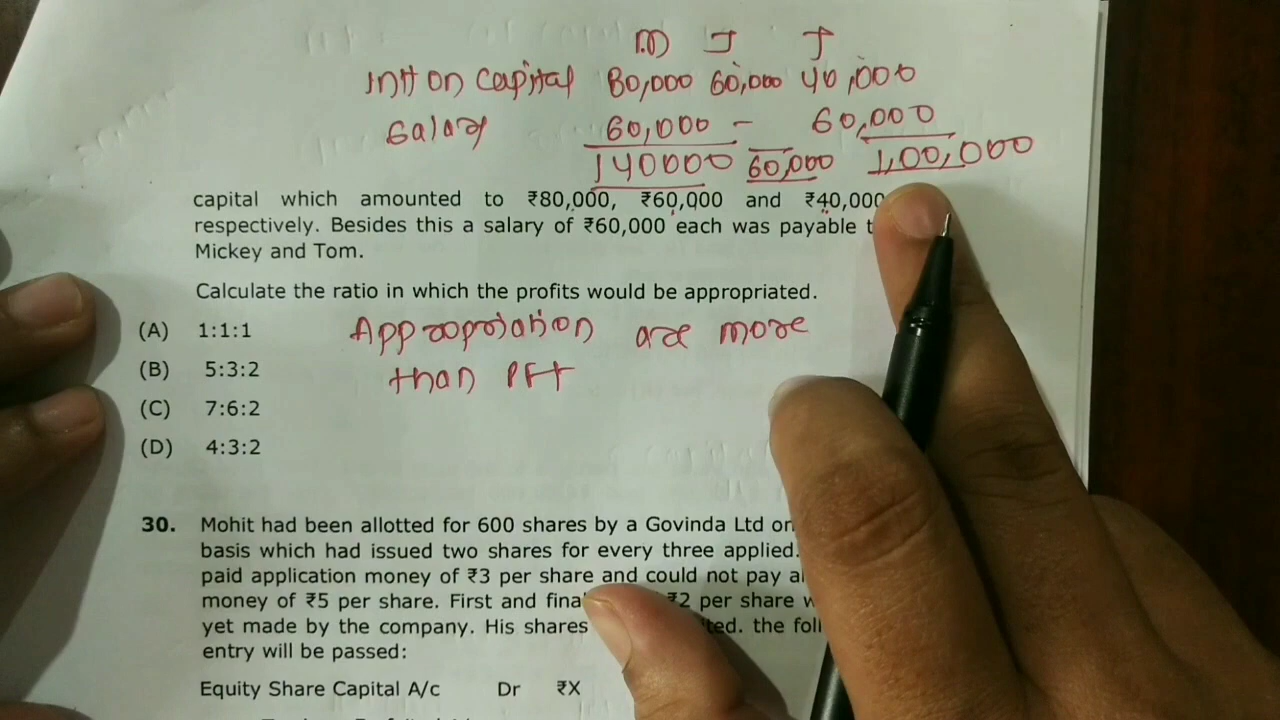 M J T
Intt on Capital 80,000 60,000 40,000
Salary 60,000 - 60,000
140000 60,000 1,00,000
capital which amounted to ₹80,000, ₹60,000 and ₹40,000
respectively. Besides this a salary of ₹60,000 each was payable t
Mickey and Tom.
Calculate the ratio in which the profits would be appropriated.
(A) 1:1:1
(B) 5:3:2
(C) 7:6:2
(D) 4:3:2
Appropriation are more
than Pft
30. Mohit had been allotted for 600 shares by a Govinda Ltd on
basis which had issued two shares for every three applied.
paid application money of ₹3 per share and could not pay al
money of ₹5 per share. First and final ₹2 per share w
yet made by the company. His shares the foll
entry will be passed:
Equity Share Capital A/c Dr ₹X